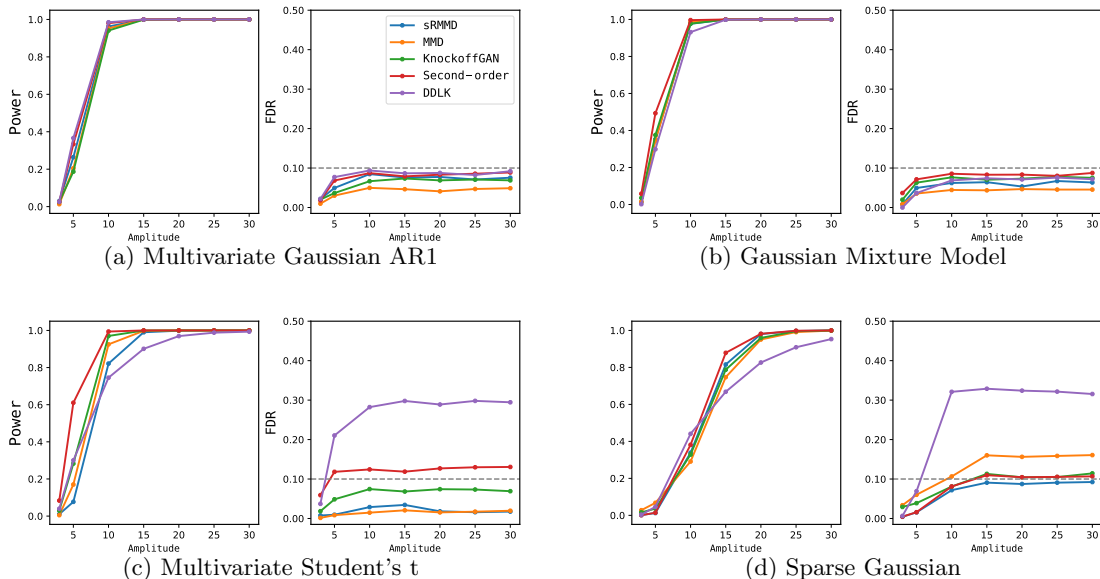 1.0
0.8
0.6
0.4
0.2
0.0
Power
5 10 15 20 25 30
Amplitude
0.50
0.40
0.30
0.20
0.10
0.00
FDR
5 10 15 20 25 30
Amplitude
sRMMD
MMD
KnockoffGAN
Second-order
DDLK
(a) Multivariate Gaussian AR1
1.0
0.8
0.6
0.4
0.2
0.0
Power
5 10 15 20 25 30
Amplitude
0.50
0.40
0.30
0.20
0.10
0.00
FDR
5 10 15 20 25 30
Amplitude
(b) Gaussian Mixture Model
1.0
0.8
0.6
0.4
0.2
0.0
Power
5 10 15 20 25 30
Amplitude
0.50
0.40
0.30
0.20
0.10
0.00
FDR
5 10 15 20 25 30
Amplitude
(c) Multivariate Student's t
1.0
0.8
0.6
0.4
0.2
0.0
Power
5 10 15 20 25 30
Amplitude
0.50
0.40
0.30
0.20
0.10
0.00
FDR
5 10 15 20 25 30
Amplitude
(d) Sparse Gaussian